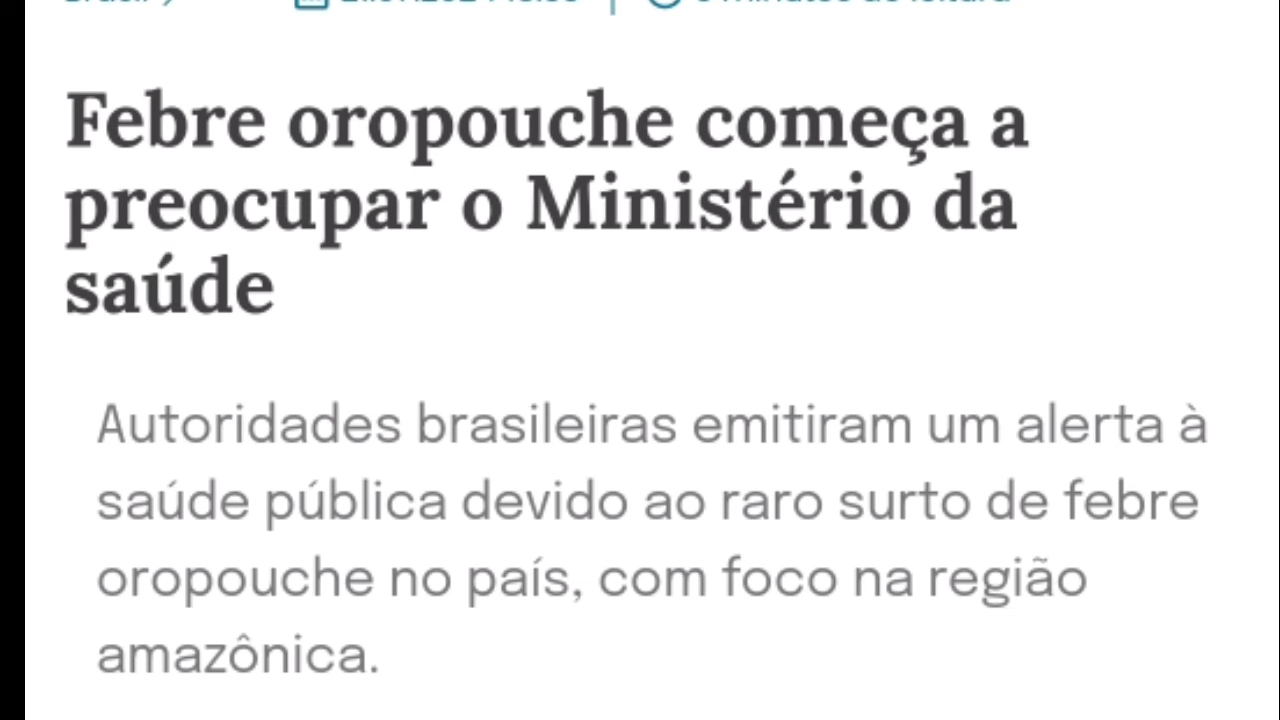 Febre oropouche começa a
preocupar o Ministério da
saúde
Autoridades brasileiras emitiram um alerta à
saúde pública devido ao raro surto de febre
oropouche no país, com foco na região
amazônica.